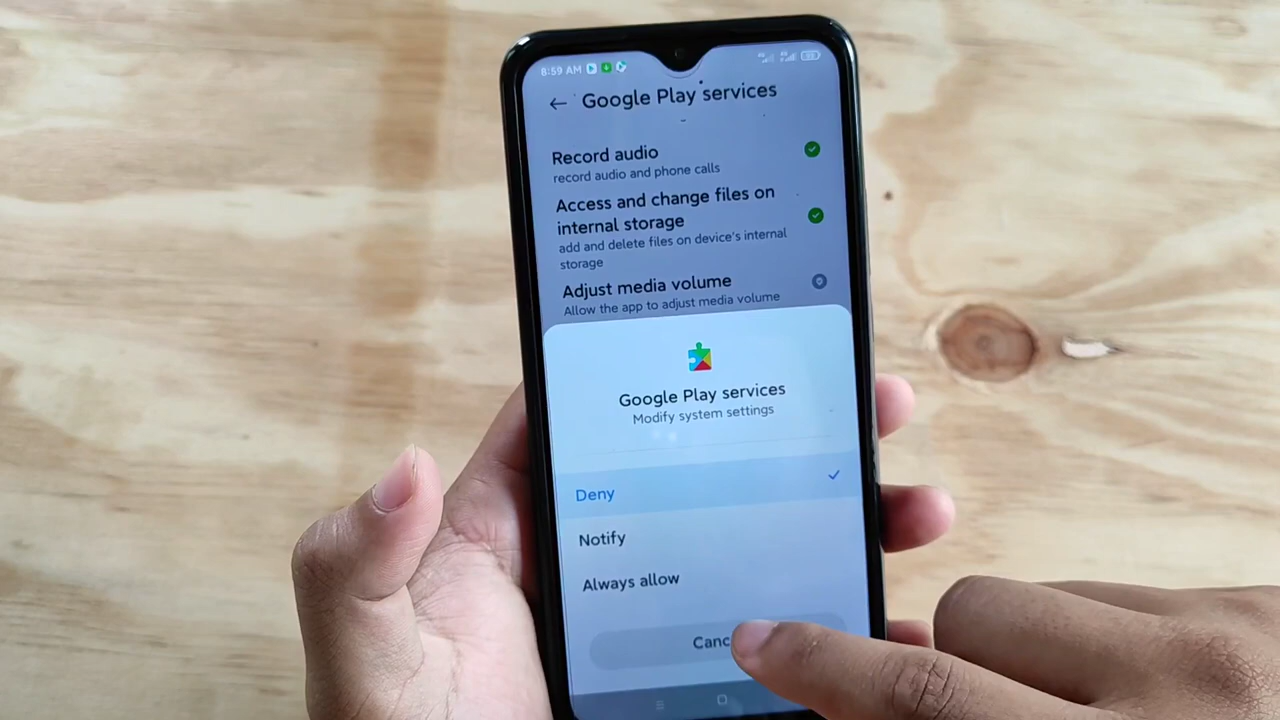 8:59 AM
Google Play services
Record audio
record audio and phone calls
Access and change files on
internal storage
add and delete files on device's internal
storage
Adjust media volume
Allow the app to adjust media volume
Google Play services
Modify system settings
Deny
Notify
Always allow
Canc